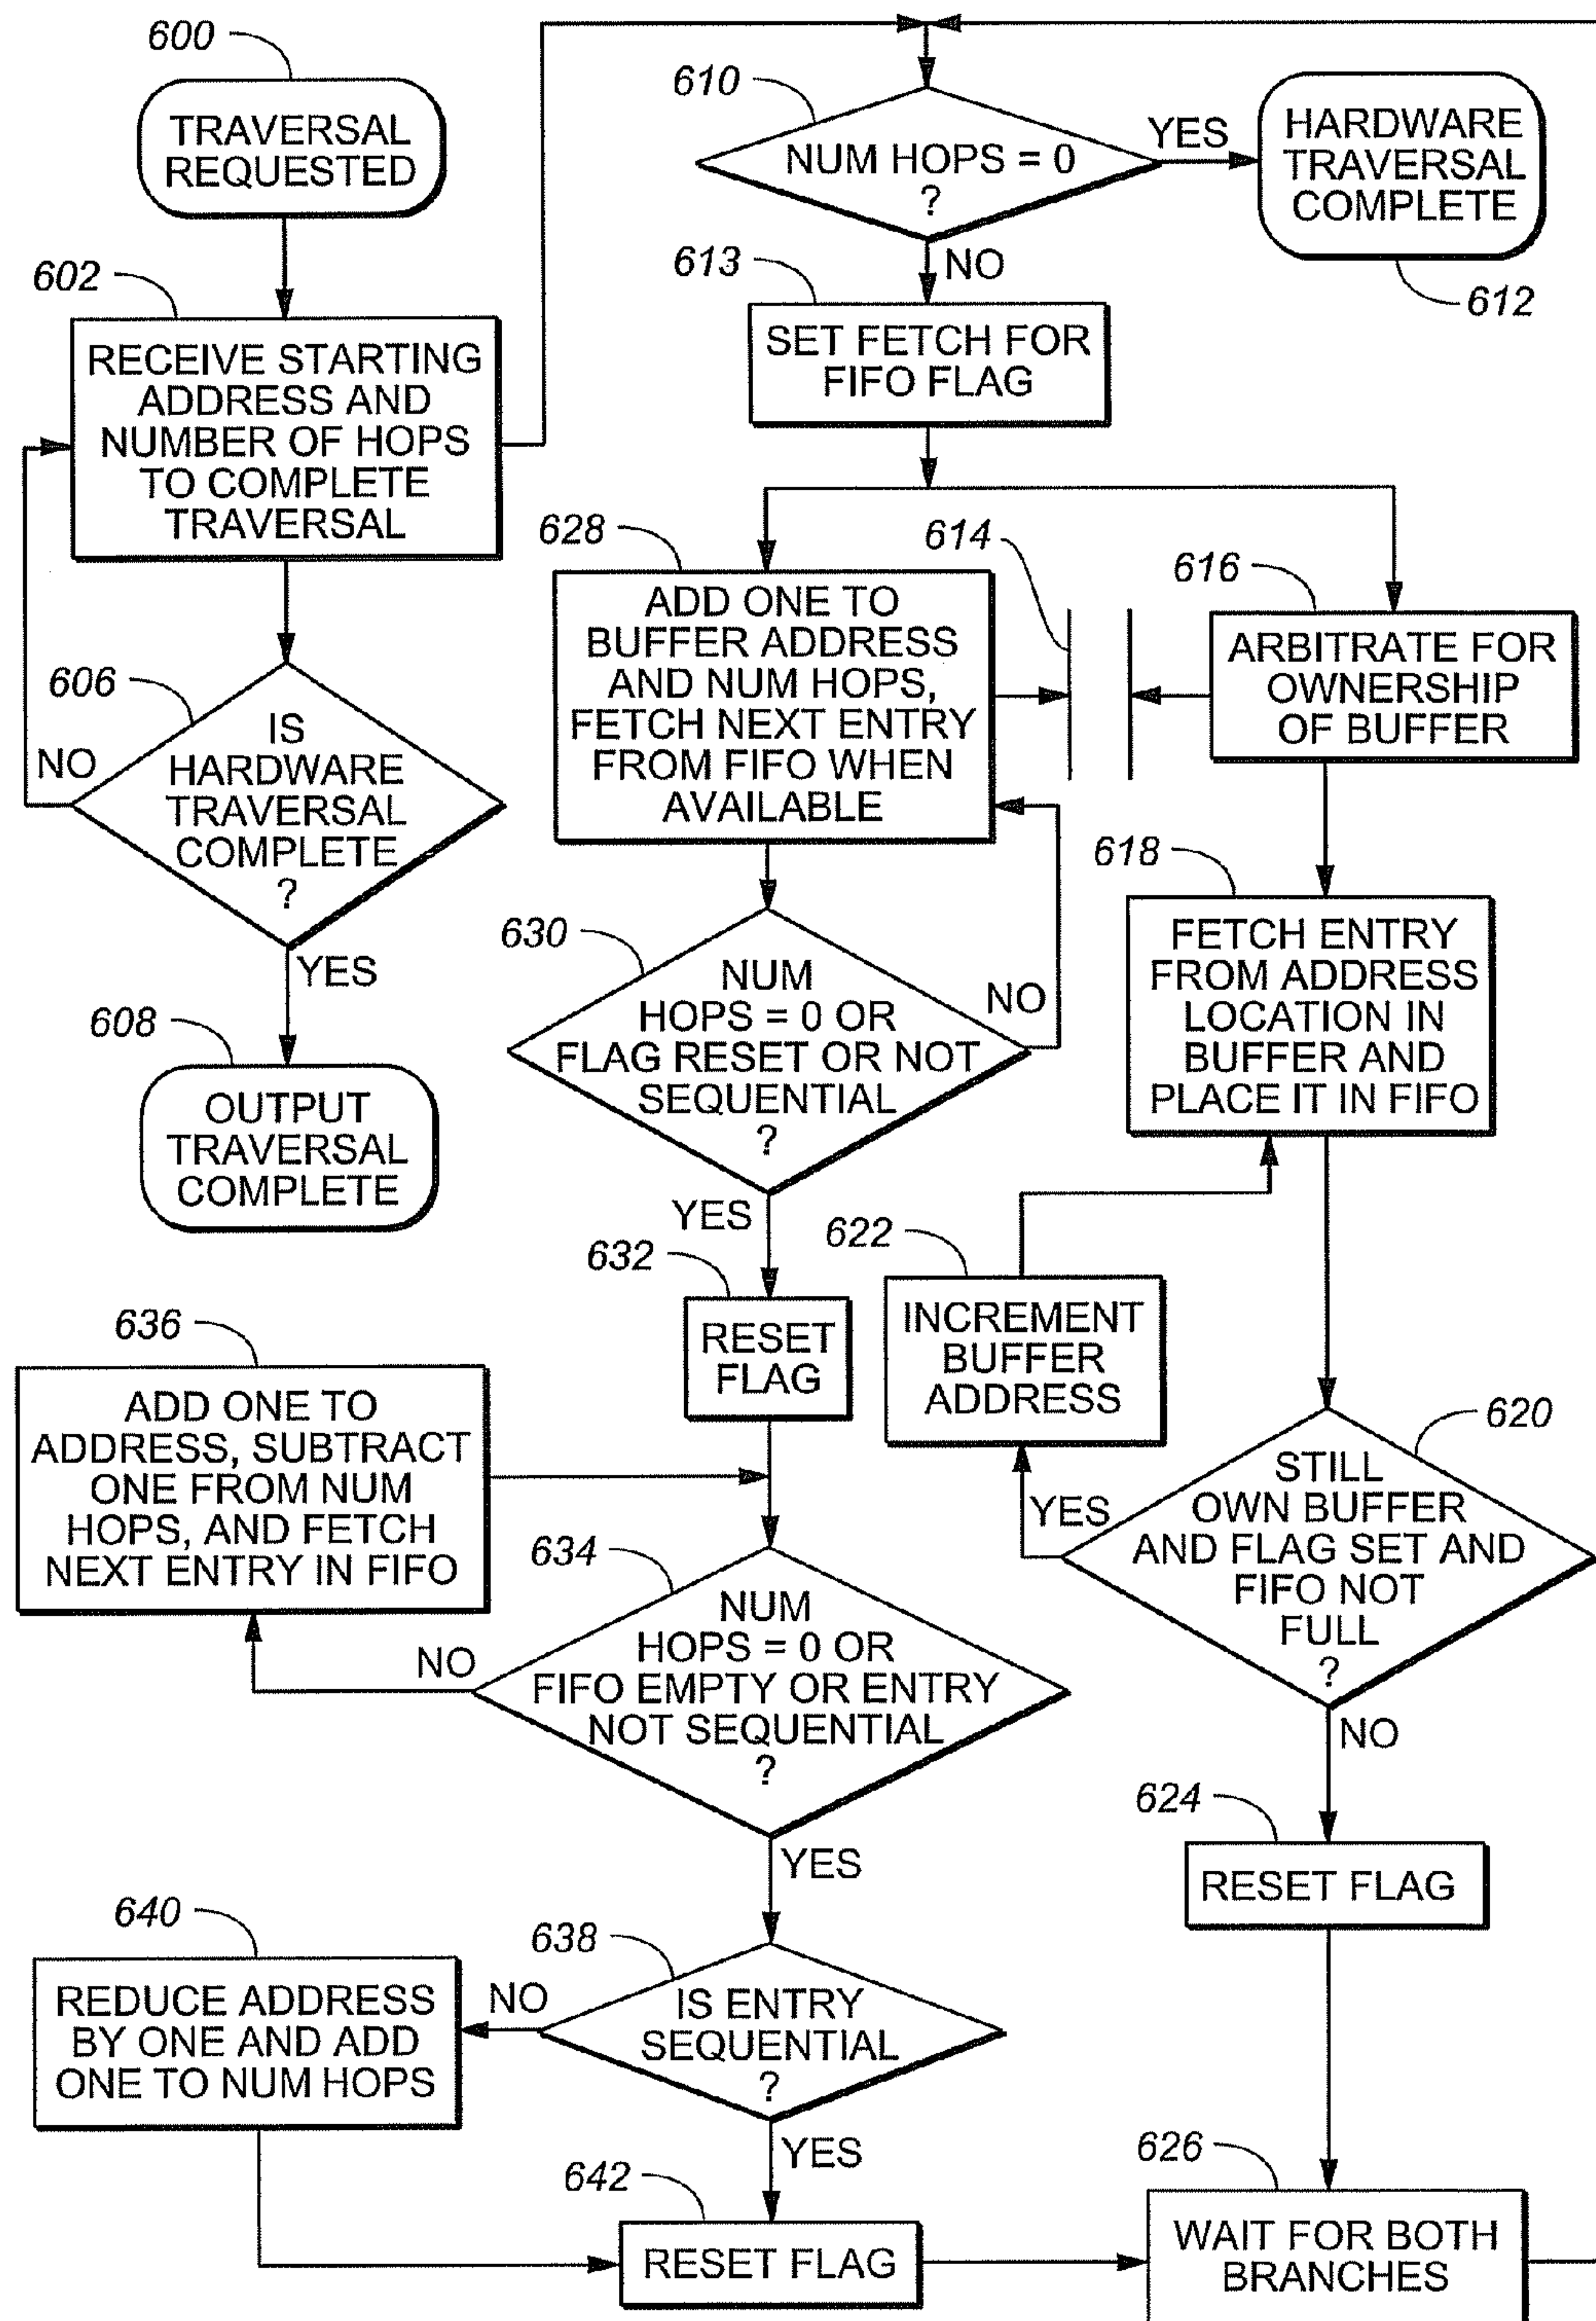 600
TRAVERSAL
REQUESTED
602
RECEIVE STARTING
ADDRESS AND
NUMBER OF HOPS
TO COMPLETE
TRAVERSAL
606
IS
HARDWARE
TRAVERSAL
COMPLETE
?
NO
YES
608
OUTPUT
TRAVERSAL
COMPLETE
610
NUM HOPS = 0
?
YES
HARDWARE
TRAVERSAL
COMPLETE
612
NO
613
SET FETCH FOR
FIFO FLAG
628
ADD ONE TO
BUFFER ADDRESS
AND NUM HOPS,
FETCH NEXT ENTRY
FROM FIFO WHEN
AVAILABLE
614
616
ARBITRATE FOR
OWNERSHIP
OF BUFFER
618
FETCH ENTRY
FROM ADDRESS
LOCATION IN
BUFFER AND
PLACE IT IN FIFO
630
NUM
HOPS = 0 OR
FLAG RESET OR NOT
SEQUENTIAL
?
NO
YES
632
RESET
FLAG
622
INCREMENT
BUFFER
ADDRESS
620
STILL
OWN BUFFER
AND FLAG SET AND
FIFO NOT
FULL
?
YES
NO
636
ADD ONE TO
ADDRESS, SUBTRACT
ONE FROM NUM
HOPS, AND FETCH
NEXT ENTRY IN FIFO
634
NUM
HOPS = 0 OR
FIFO EMPTY OR ENTRY
NOT SEQUENTIAL
?
NO
YES
624
RESET FLAG
640
REDUCE ADDRESS
BY ONE AND ADD
ONE TO NUM HOPS
638
IS ENTRY
SEQUENTIAL
?
NO
YES
642
RESET FLAG
626
WAIT FOR BOTH
BRANCHES